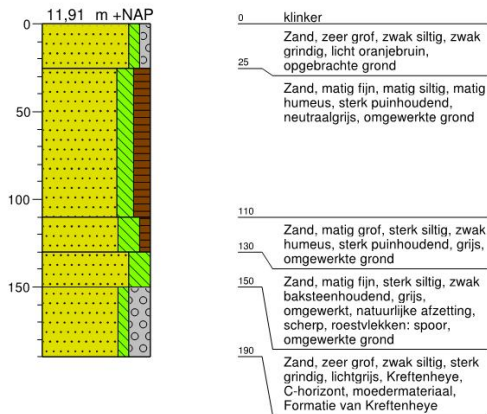 11,91 m +NAP
0
50
100
150
0 klinker
Zand, zeer grof, zwak siltig, zwak
grindig, licht oranjebruin,
opgebrachte grond
25
Zand, matig fijn, matig siltig, matig
humeus, sterk puinhoudend,
neutraalgrijs, omgewerkte grond
110
Zand, matig grof, sterk siltig, zwak
humeus, sterk puinhoudend, grijs,
omgewerkte grond
130
Zand, matig fijn, sterk siltig, zwak
baksteenhoudend, grijs,
omgewerkt, natuurlijke afzetting,
scherp, roestvlekken: spoor,
omgewerkte grond
150
190
Zand, zeer grof, zwak siltig, sterk
grindig, lichtgrijs, Kreftenheye,
C-horizont, moedermateriaal,
Formatie van Kreftenheye